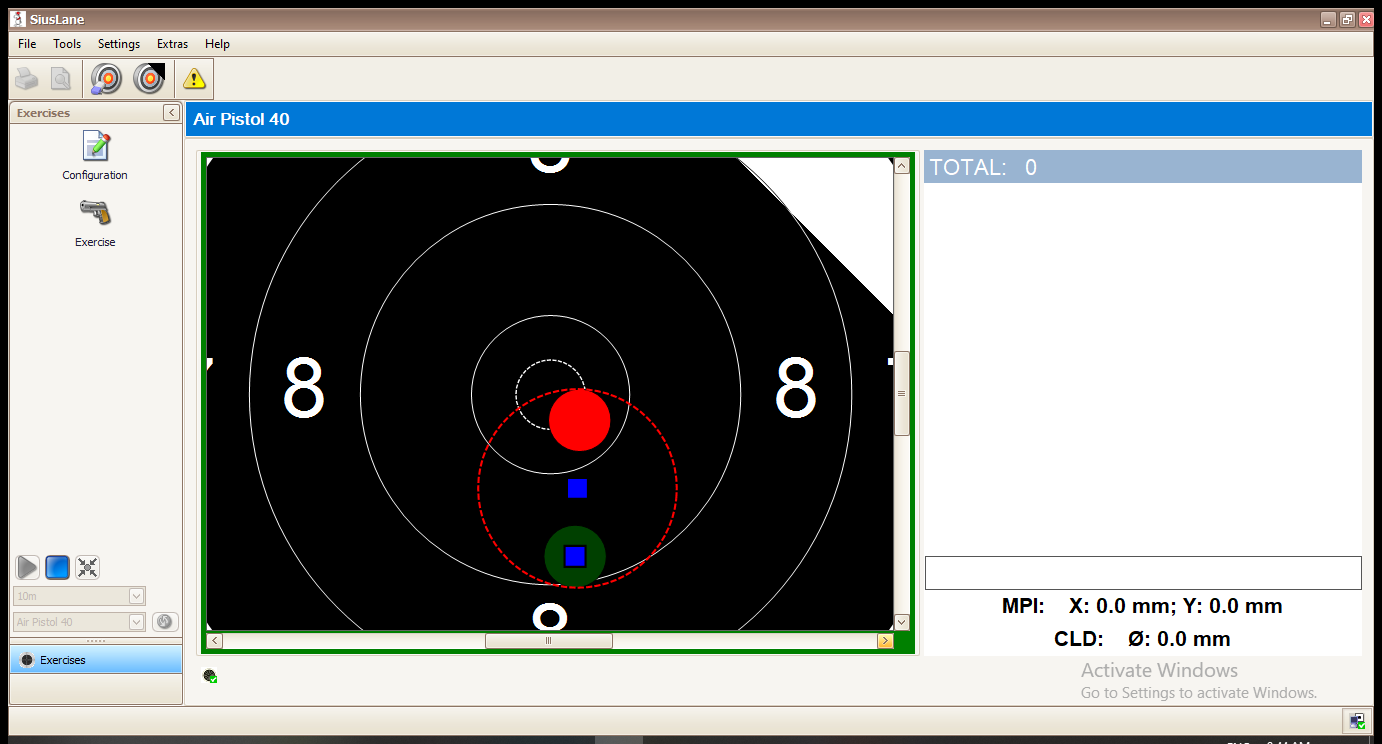 SiusLane
File Tools Settings Extras Help
Exercises
Configuration
Exercise
10m
Air Pistol 40
Exercises
Air Pistol 40
8 8
TOTAL: 0
MPI: X: 0.0 mm; Y: 0.0 mm
CLD: Ø: 0.0 mm
Activate Windows
Go to Settings to activate Windows.